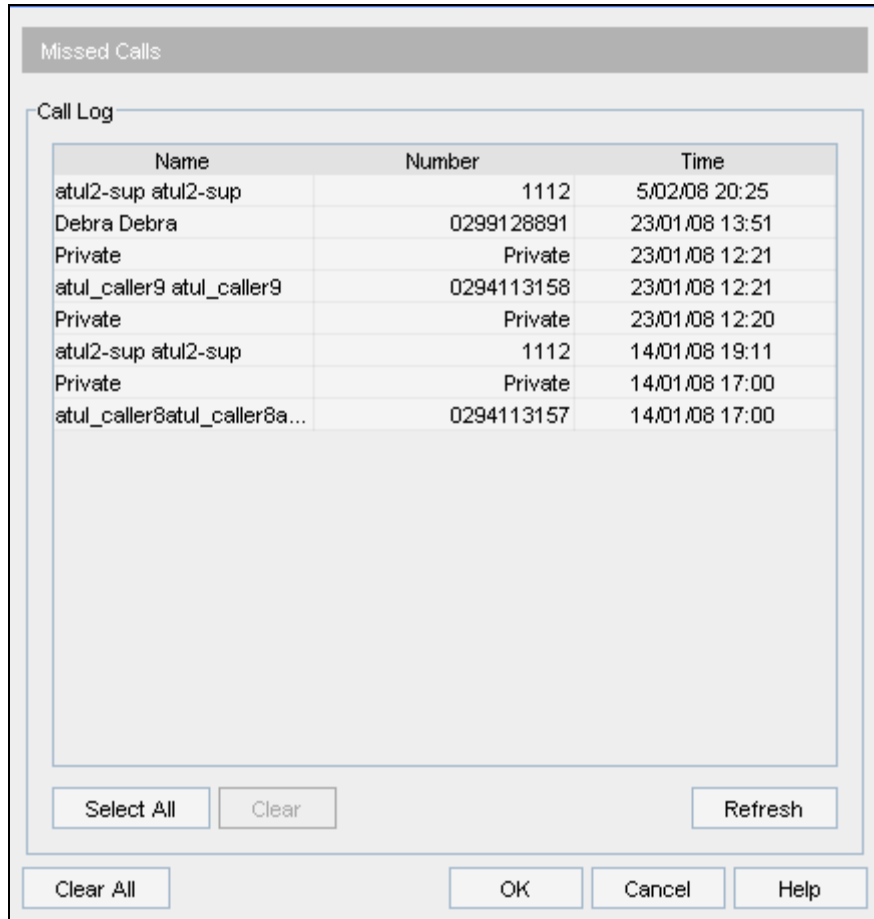 Missed Calls
Call Log
Name Number Time
atul2-sup atul2-sup 1112 5/02/08 20:25
Debra Debra 0299128891 23/01/08 13:51
Private Private 23/01/08 12:21
atul_caller9 atul_caller9 0294113158 23/01/08 12:21
Private Private 23/01/08 12:20
atul2-sup atul2-sup 1112 14/01/08 19:11
Private Private 14/01/08 17:00
atul_caller8atul_caller8a... 0294113157 14/01/08 17:00
Select All Clear Refresh
Clear All OK Cancel Help